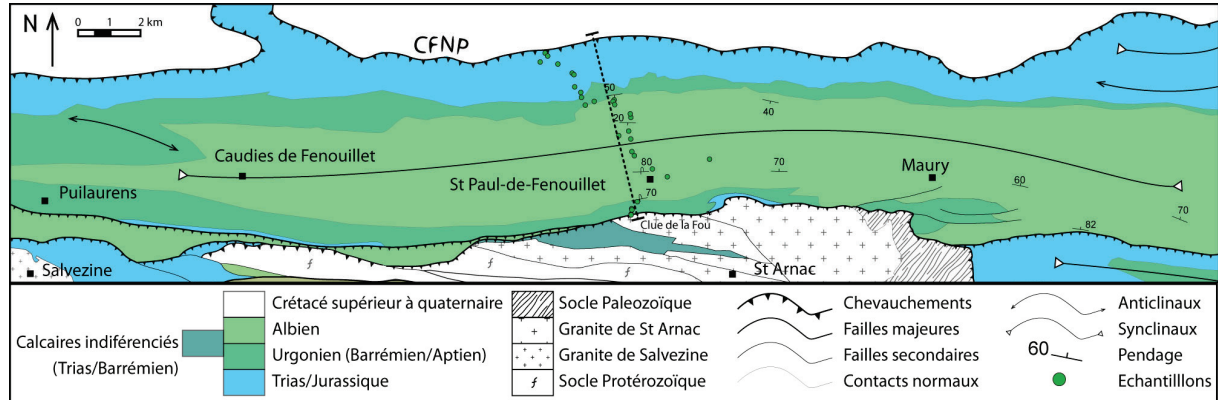 N
0 1 2 km
CFNP
50
20
40
Caudies de Fenouillet
Puilaurens
St Paul-de-Fenouillet
80
70
70
Maury
60
70
82
Clue de la Fou
Salvezine
St Arnac
Calcaires indiférenciés
(Trias/Barrémien)
Crétacé supérieur à quaternaire
Albien
Urgonien (Barrémien/Aptien)
Trias/Jurassique
Socle Paleozoïque
Granite de St Arnac
Granite de Salvezine
Socle Protérozoïque
Chevauchements
Failles majeures
Failles secondaires
Contacts normaux
Anticlinaux
Synclinaux
60 Pendage
Echantilllons